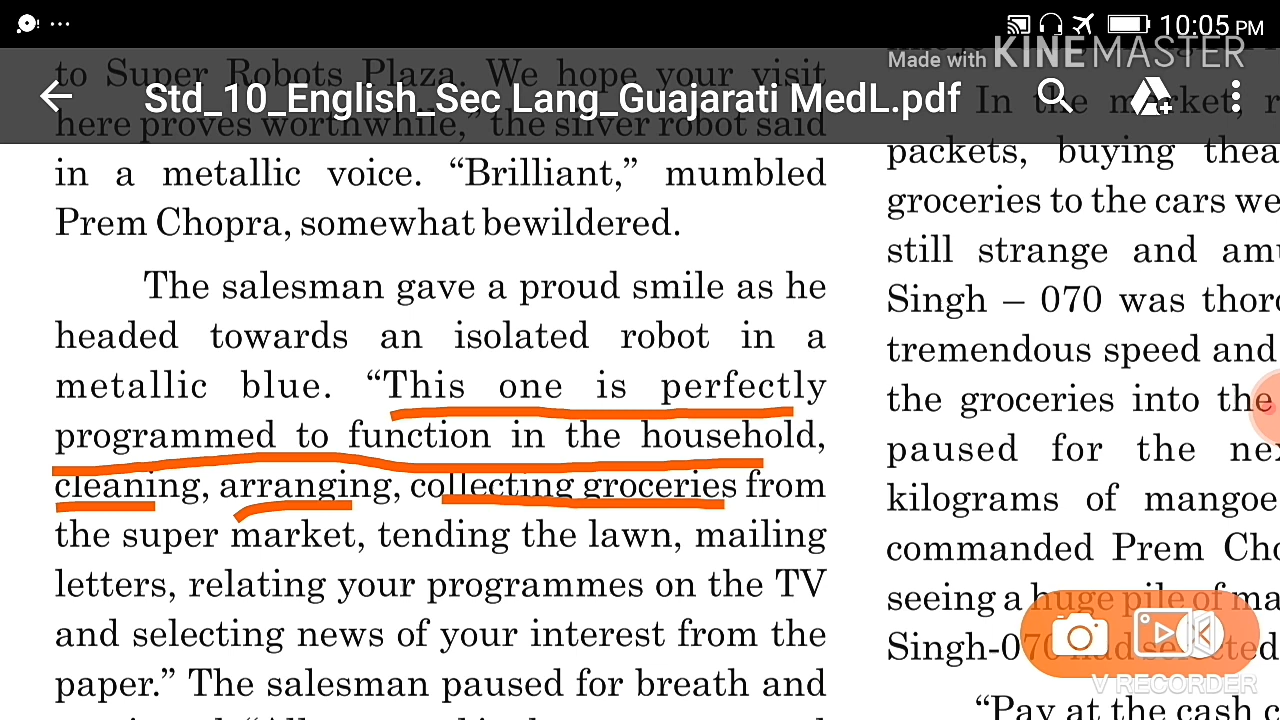 10:05 PM
Made with KINEMASTER
Std_10_English_Sec Lang_Guajarati MedL.pdf
to Super Robots Plaza. We hope your visit
here proves worthwhile,” the silver robot said
in a metallic voice. “Brilliant,” mumbled
Prem Chopra, somewhat bewildered.
The salesman gave a proud smile as he
headed towards an isolated robot in a
metallic blue. “This one is perfectly
programmed to function in the household,
cleaning, arranging, collecting groceries from
the super market, tending the lawn, mailing
letters, relating your programmes on the TV
and selecting news of your interest from the
paper.” The salesman paused for breath and
In the market,
packets, buying
groceries to the cars
still strange and
Singh – 070 was
tremendous speed and
the groceries into the
paused for the
kilograms of
commanded Prem
seeing a huge pile of
“Pay at the cash
V RECORDER